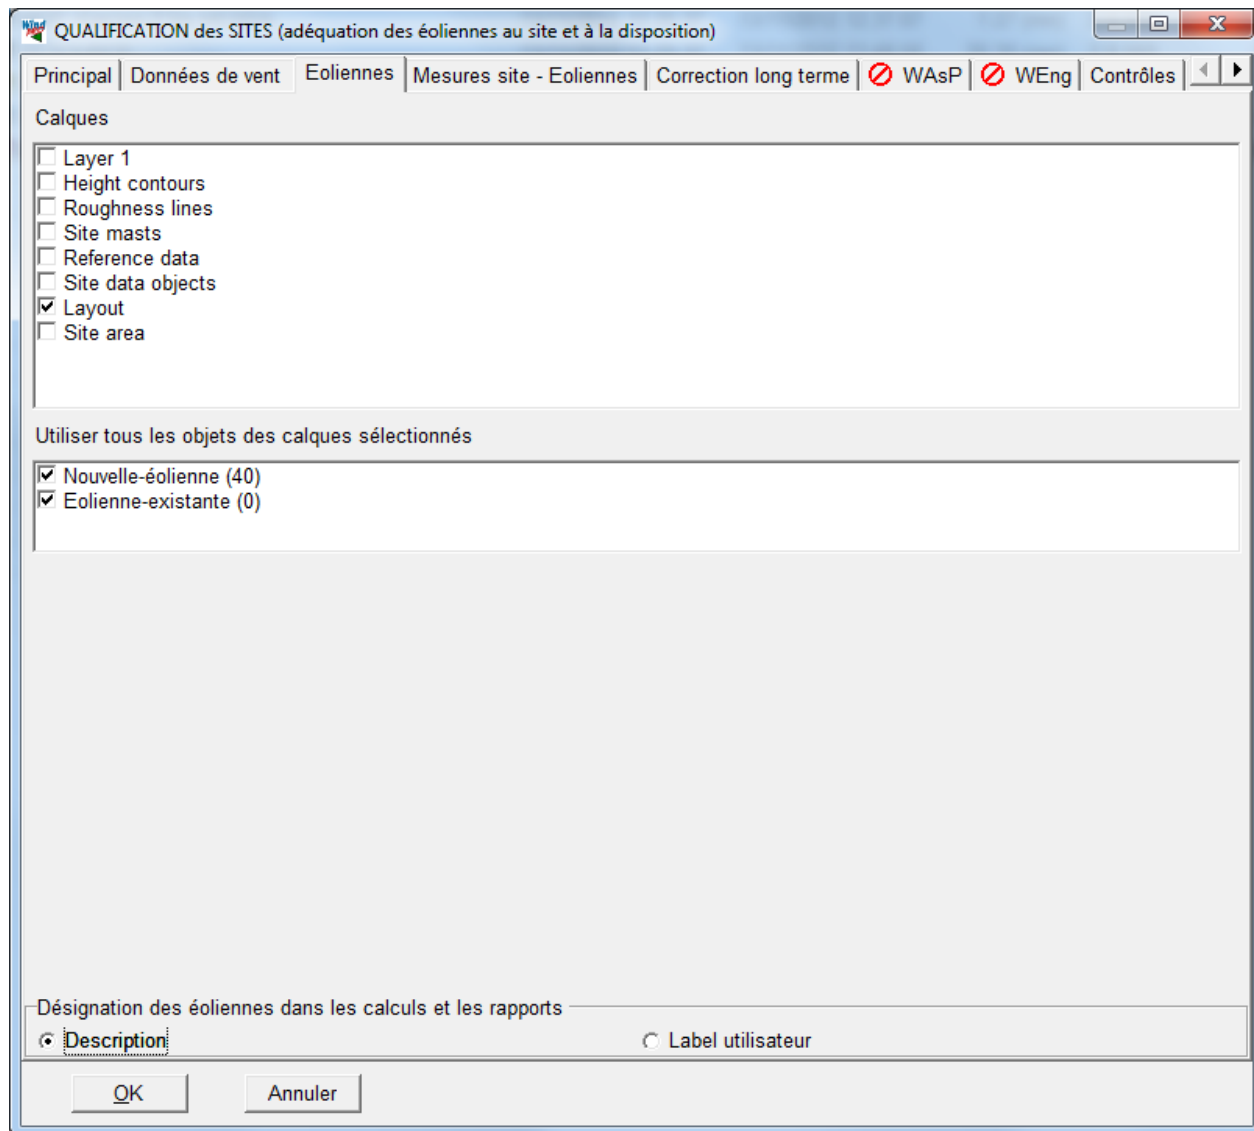 Wind
QUALIFICATION des SITES (adéquation des éoliennes au site et à la disposition)
Principal Données de vent Eoliennes Mesures site - Eoliennes Correction long terme WAsP WEng Contrôles
Calques
Layer 1
Height contours
Roughness lines
Site masts
Reference data
Site data objects
Layout
Site area
Utiliser tous les objets des calques sélectionnés
Nouvelle-éolienne (40)
Eolienne-existante (0)
Désignation des éoliennes dans les calculs et les rapports
Description Label utilisateur
OK Annuler